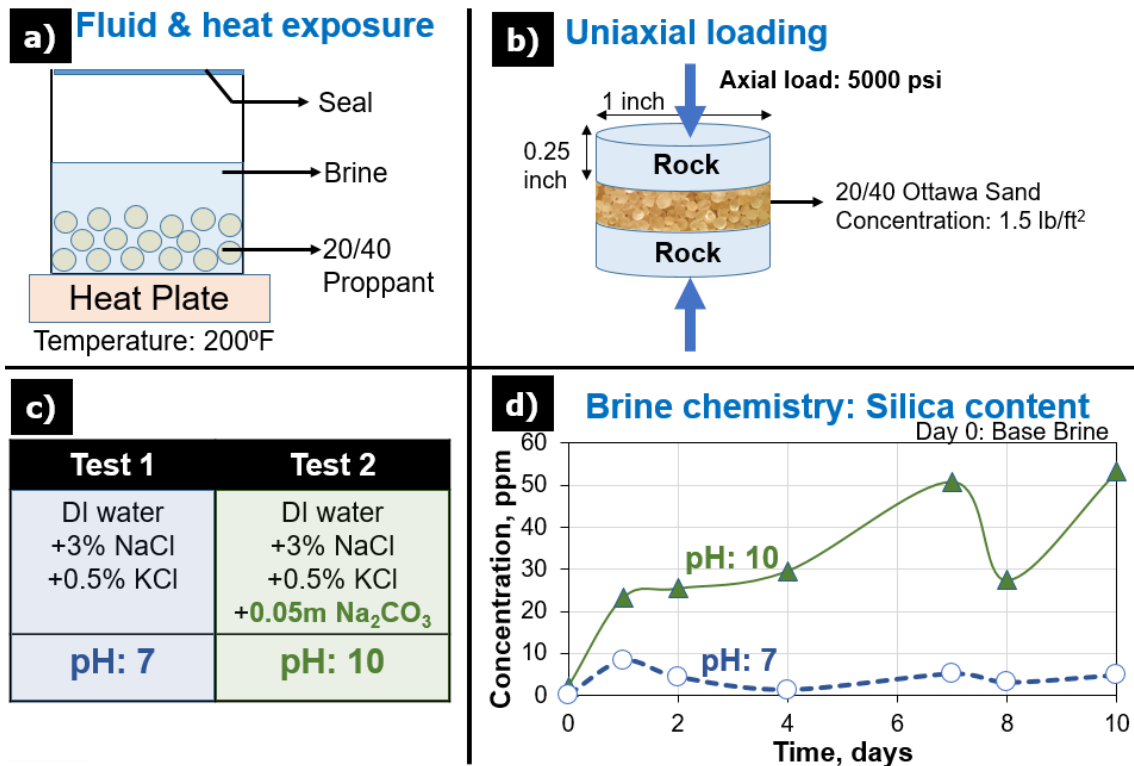 a) Fluid & heat exposure
Seal
Brine
20/40
Proppant
Heat Plate
Temperature: 200⁰F
b) Uniaxial loading
Axial load: 5000 psi
1 inch
0.25
inch
Rock
20/40 Ottawa Sand
Concentration: 1.5 lb/ft²
Rock
c)
Test 1
DI water
+3% NaCl
+0.5% KCl
pH: 7
Test 2
DI water
+3% NaCl
+0.5% KCl
+0.05m Na₂CO₃
pH: 10
d) Brine chemistry: Silica content
Day 0: Base Brine
Concentration, ppm
60
50
40
30
20
10
0
pH: 10
pH: 7
0 2 4 6 8 10
Time, days